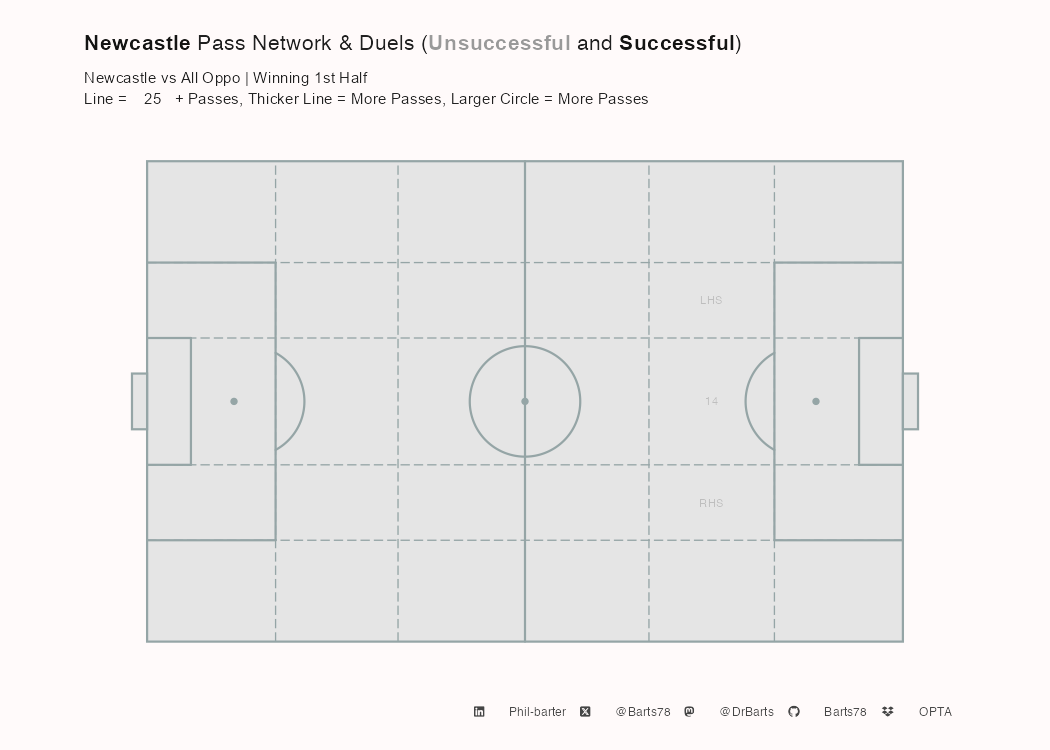 Newcastle Pass Network & Duels (Unsuccessful and Successful)
Newcastle vs All Oppo | Winning 1st Half
Line = 25 + Passes, Thicker Line = More Passes, Larger Circle = More Passes
LHS
14
RHS
Phil-barter @Barts78 @DrBarts Barts78 OPTA